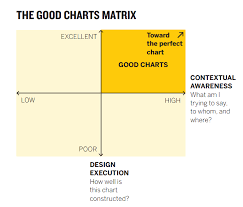 THE GOOD CHARTS MATRIX
EXCELLENT
Toward
the perfect
chart
GOOD CHARTS
LOW
HIGH
CONTEXTUAL
AWARENESS
What am I
trying to say,
to whom, and
where?
POOR
DESIGN
EXECUTION
How well is
this chart
constructed?